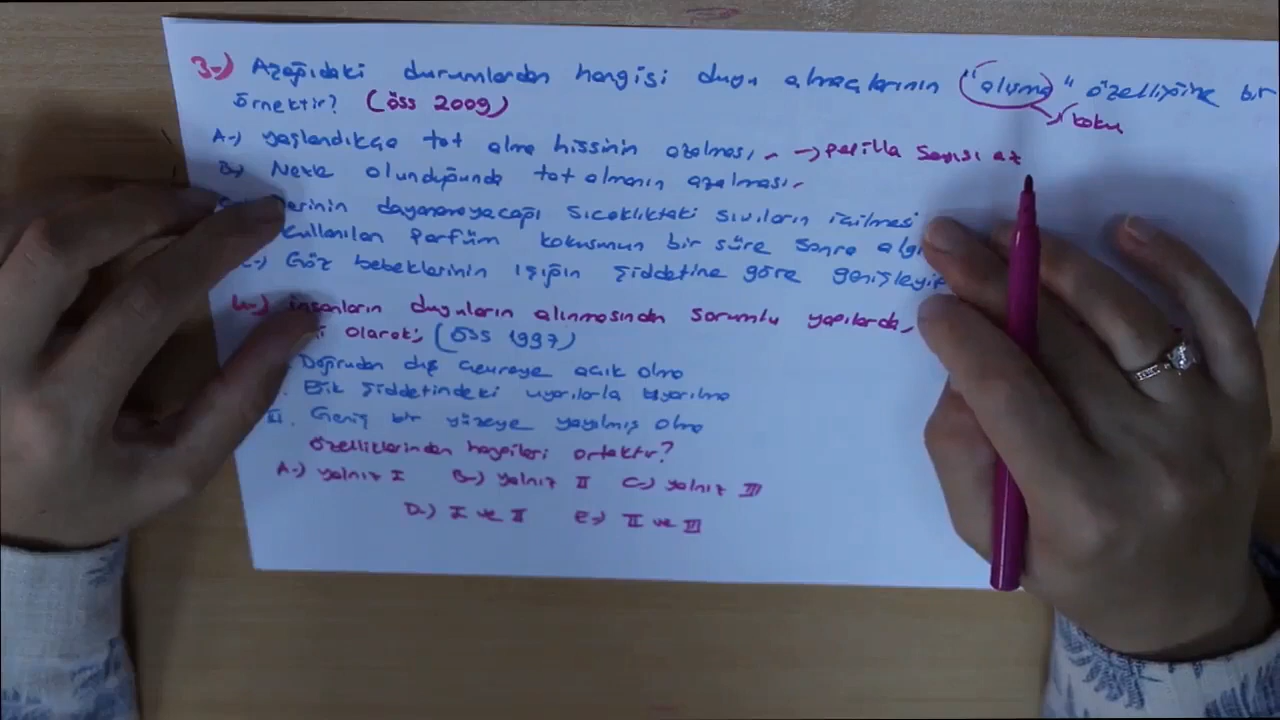 3-) Aşağıdaki durumlardan hangisi duyu almaçlarının "alışma" özelliğine bir
örnektir? (ÖSS 2009)
→ koku
A-) yaşlandıkça tat alma hissinin azalması, → papilla sayısı az
B-) Nezle olunduğunda tat almanın azalması
derinin dayanamayacağı sıcaklıktaki sıvıların içilmesi
kullanılan parfüm kokusunun bir süre sonra
E-) Göz bebeklerinin ışığın şiddetine göre
4-) insanların duyuların alınmasından sorumlu yapılarda,
olarak; (ÖSS 1997)
Doğrudan dış çevreye açık olma
Eşik şiddetindeki uyarılarla uyarılma
III. Geniş bir yüzeye yayılmış olma
özelliklerinden hangileri ortaktır?
A-) yalnız I B-) yalnız II C-) yalnız III
D-) I ve II E-) II ve III